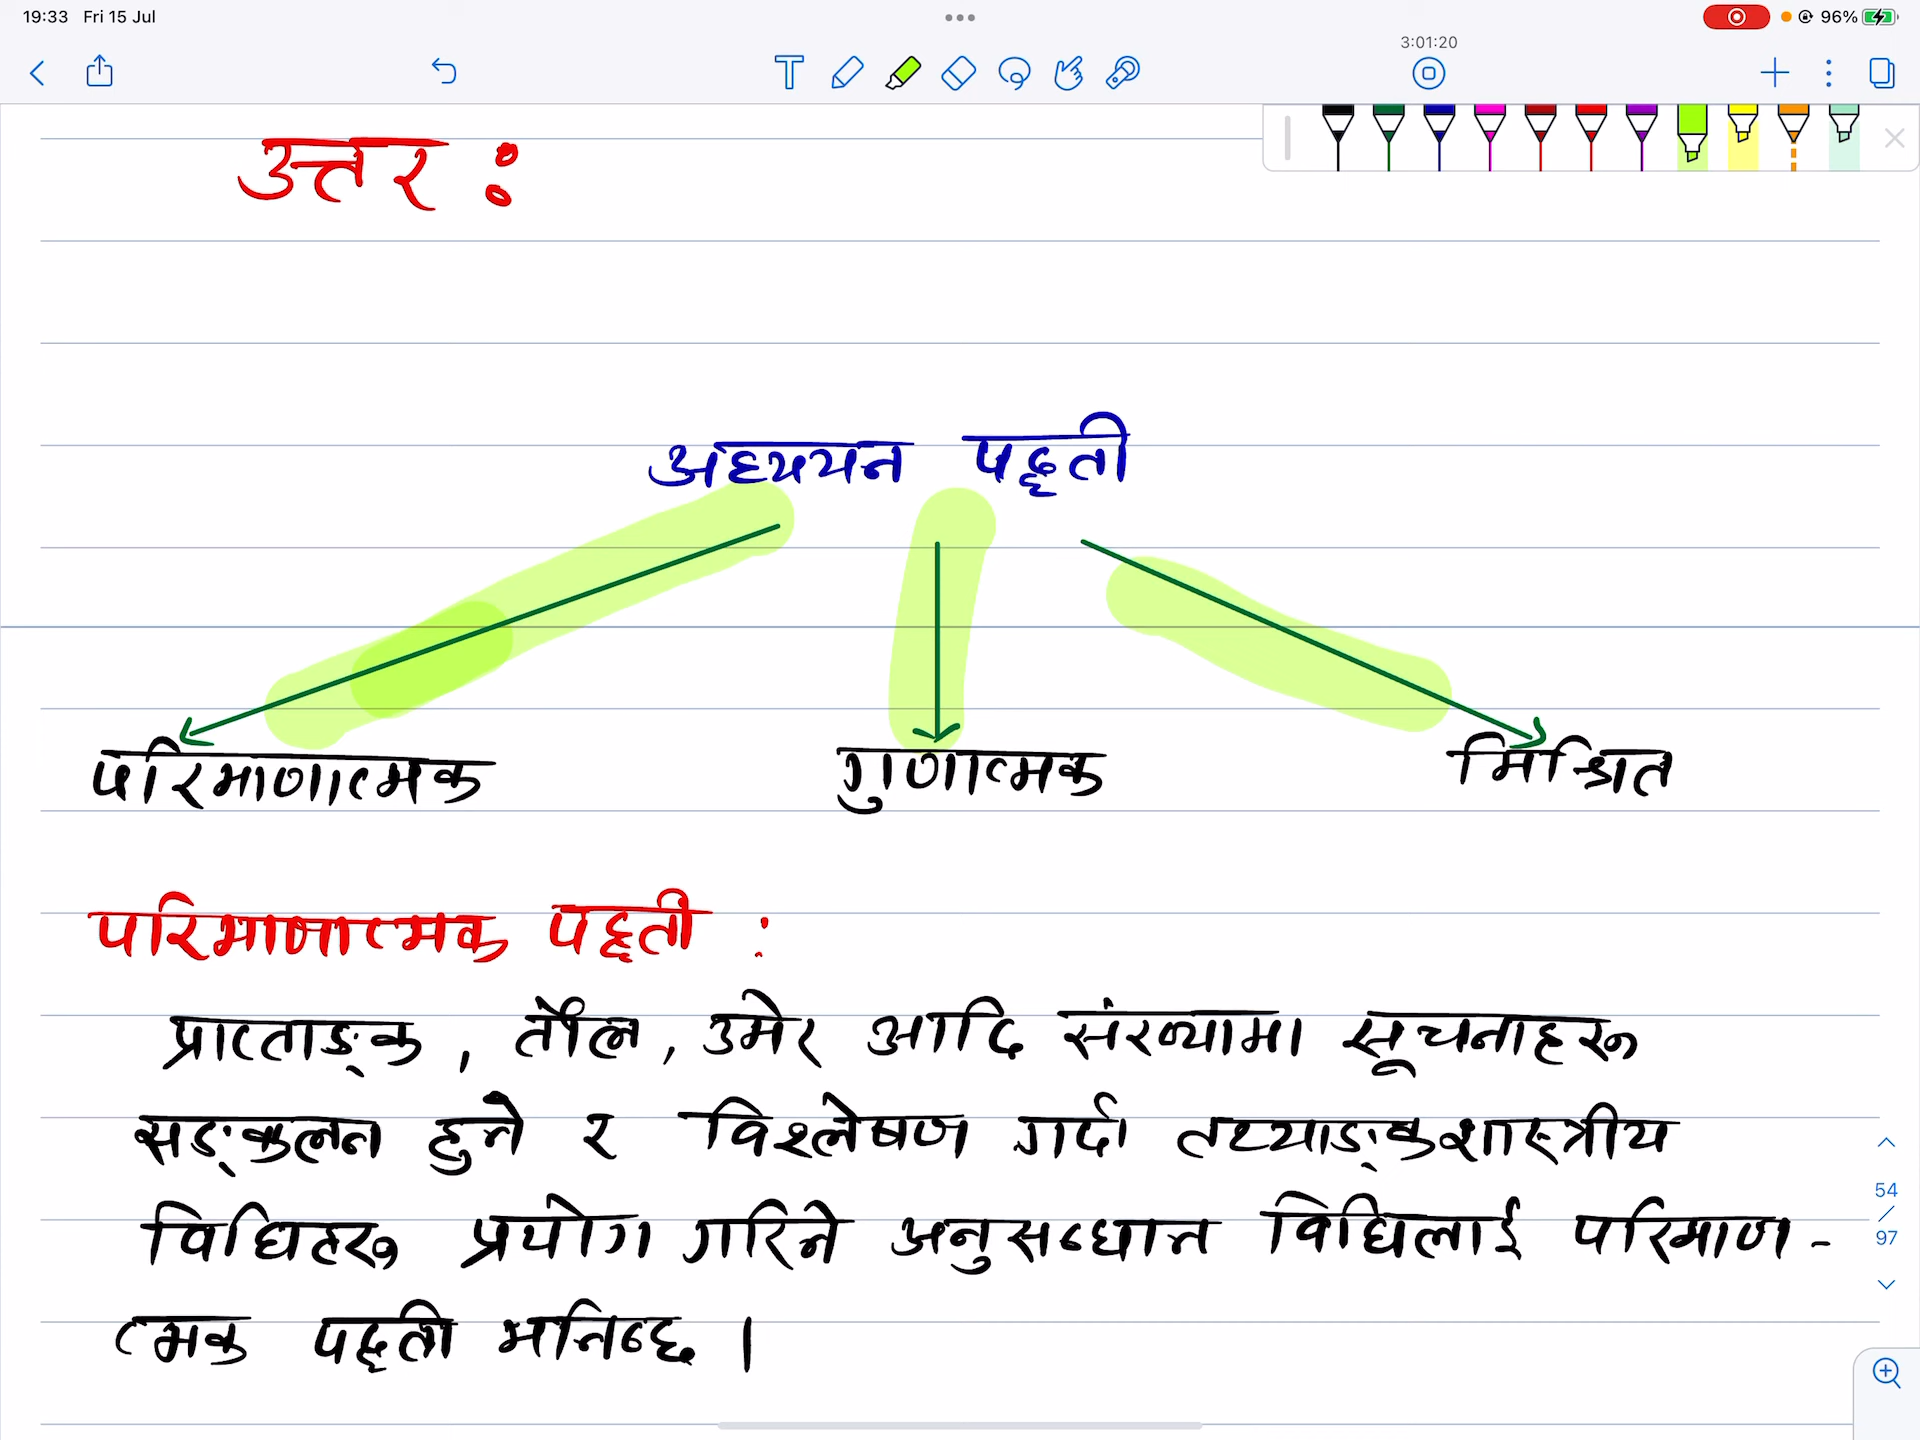 19:33 Fri 15 Jul
96%
3:01:20
उत्तर :
अध्ययन पद्धती
परिमाणात्मक गुणात्मक मिश्रित
परिमाणात्मक पद्धती :
प्राप्ताङ्क , तौल , उमेर आदि संख्यामा सूचनाहरू
सङ्कलन हुने र विश्लेषण गर्दा तथ्याङ्कशास्त्रीय
विधिहरू प्रयोग गरिने अनुसन्धान विधिलाई परिमाण -
त्मक पद्धती भनिन्छ ।
54
/
97